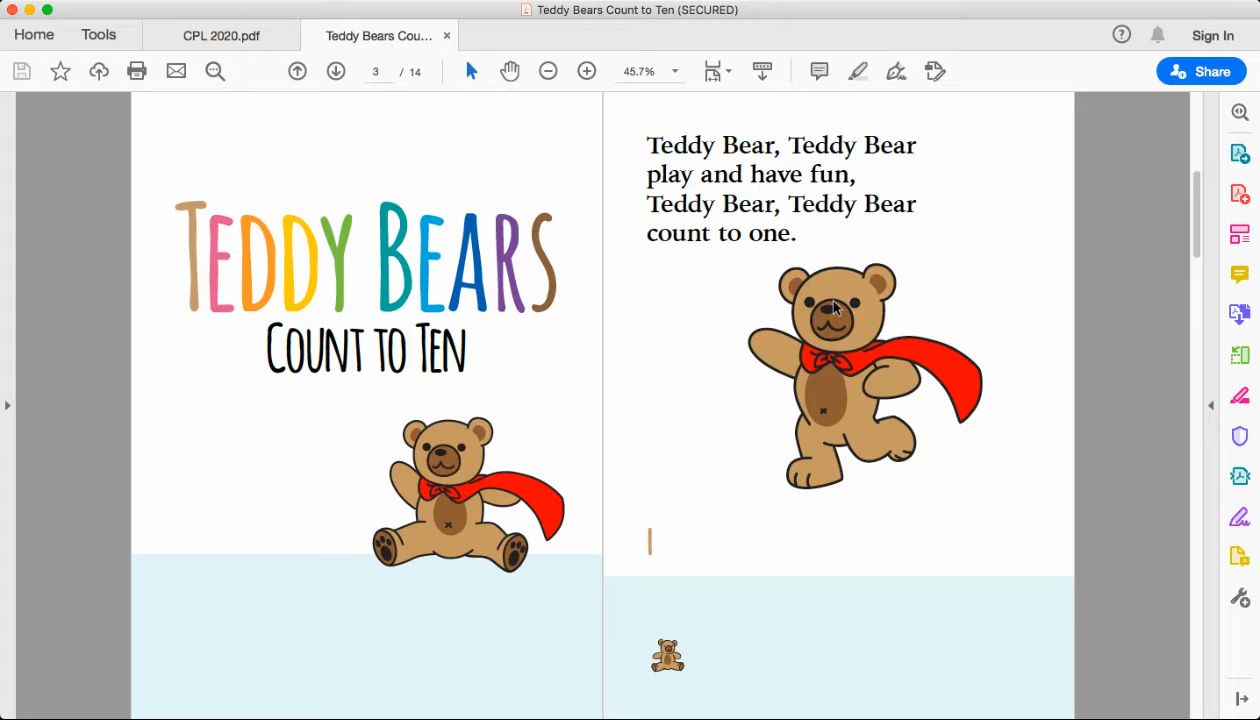 Teddy Bears Count to Ten (SECURED)
Home Tools CPL 2020.pdf Teddy Bears Cou... × Sign In
3 / 14 45.7% Share
TEDDY BEARS
COUNT TO TEN
Teddy Bear, Teddy Bear
play and have fun,
Teddy Bear, Teddy Bear
count to one.
1